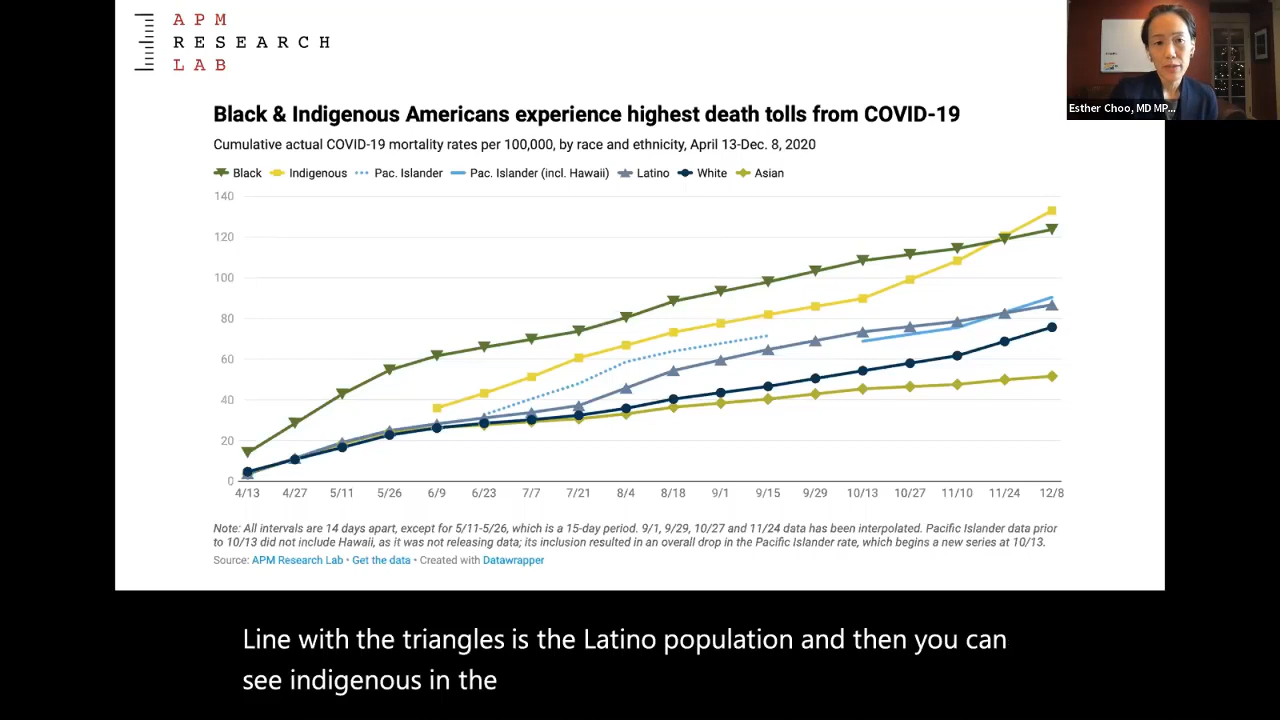 A P M
R E S E A R C H
L A B
Esther Choo, MD MP...
Black & Indigenous Americans experience highest death tolls from COVID-19
Cumulative actual COVID-19 mortality rates per 100,000, by race and ethnicity, April 13-Dec. 8, 2020
Black Indigenous Pac. Islander Pac. Islander (incl. Hawaii) Latino White Asian
140
120
100
80
60
40
20
0
4/13 4/27 5/11 5/26 6/9 6/23 7/7 7/21 8/4 8/18 9/1 9/15 9/29 10/13 10/27 11/10 11/24 12/8
Note: All intervals are 14 days apart, except for 5/11-5/26, which is a 15-day period. 9/1, 9/29, 10/27 and 11/24 data has been interpolated. Pacific Islander data prior
to 10/13 did not include Hawaii, as it was not releasing data; its inclusion resulted in an overall drop in the Pacific Islander rate, which begins a new series at 10/13.
Source: APM Research Lab • Get the data • Created with Datawrapper
Line with the triangles is the Latino population and then you can
see indigenous in the